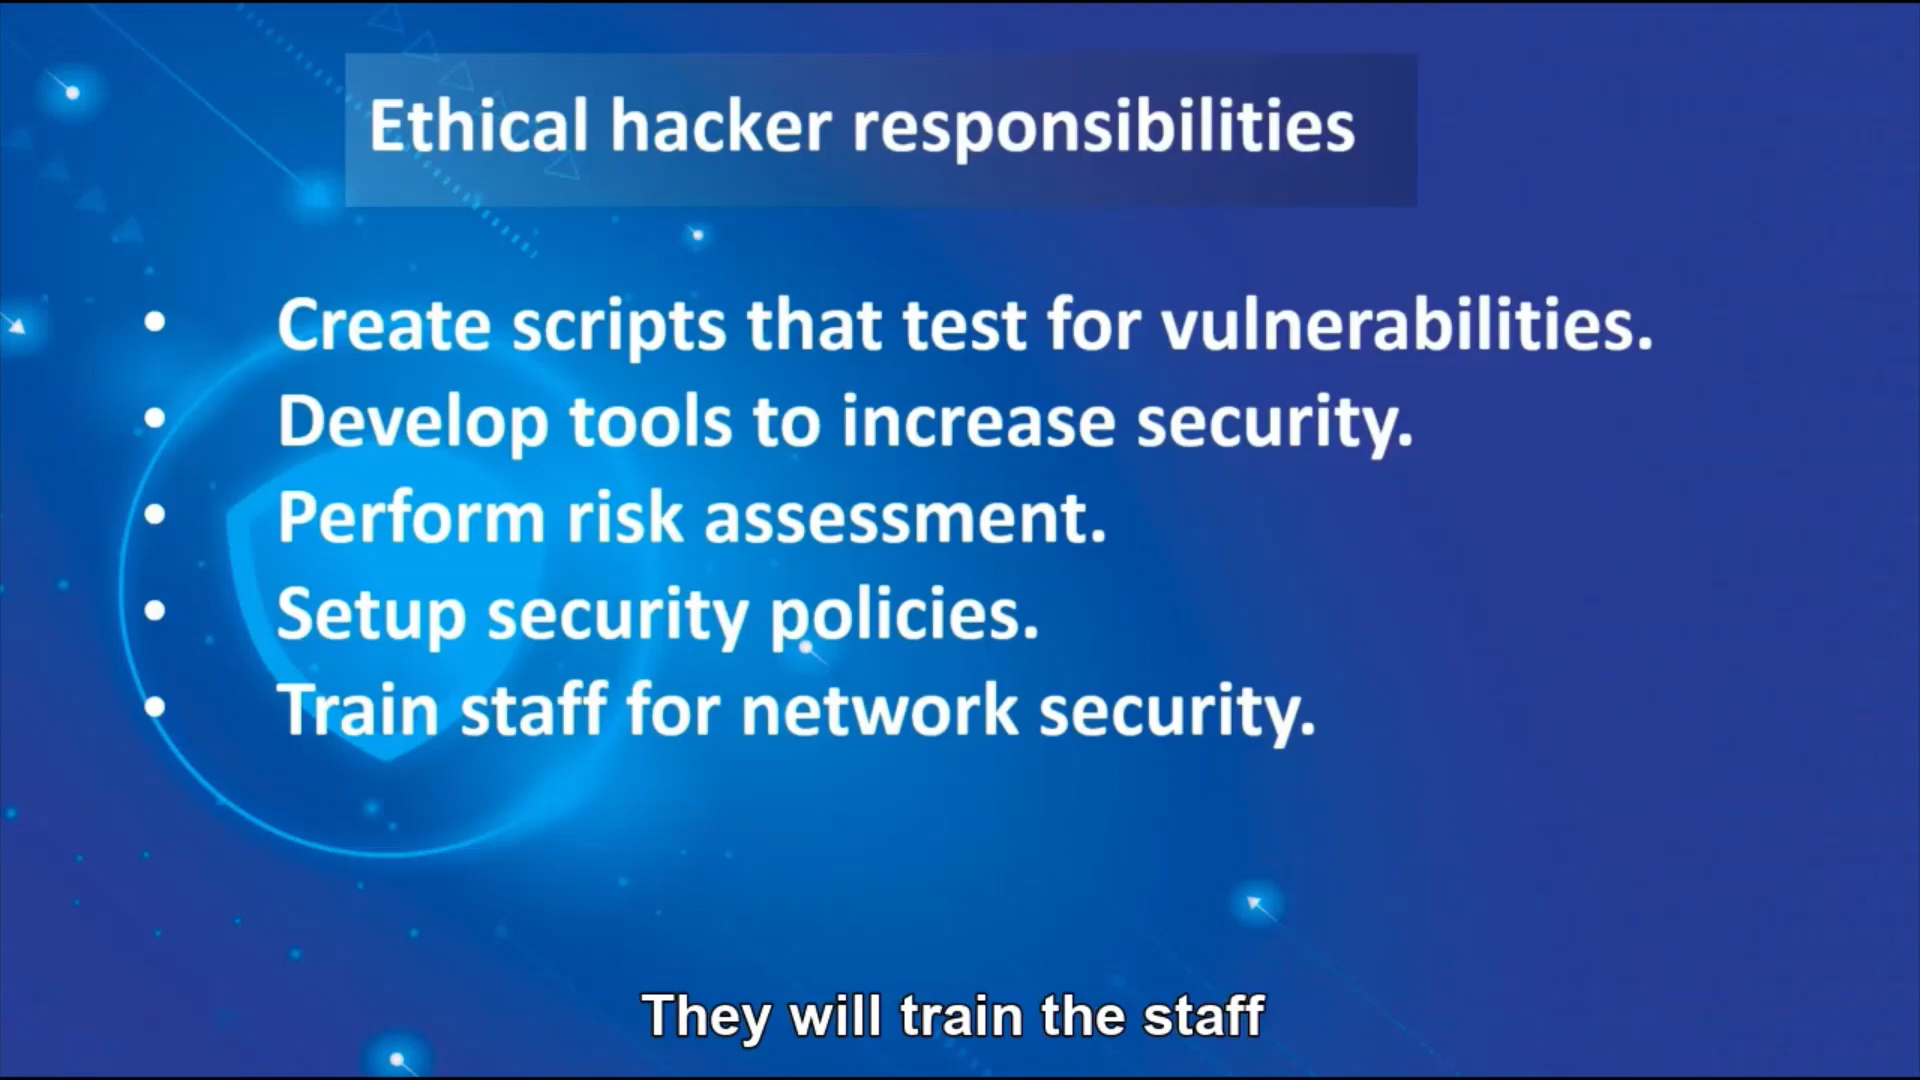 Ethical hacker responsibilities
• Create scripts that test for vulnerabilities.
• Develop tools to increase security.
• Perform risk assessment.
• Setup security policies.
• Train staff for network security.
They will train the staff